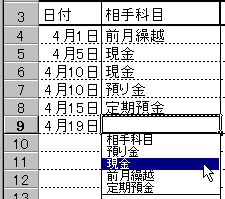 3 日付 相手科目
4 4月1日 前月繰越
5 4月5日 現金
6 4月10日 現金
7 4月10日 預り金
8 4月15日 定期預金
9 4月19日
10 相手科目
預り金
11 現金
12 前月繰越
定期預金